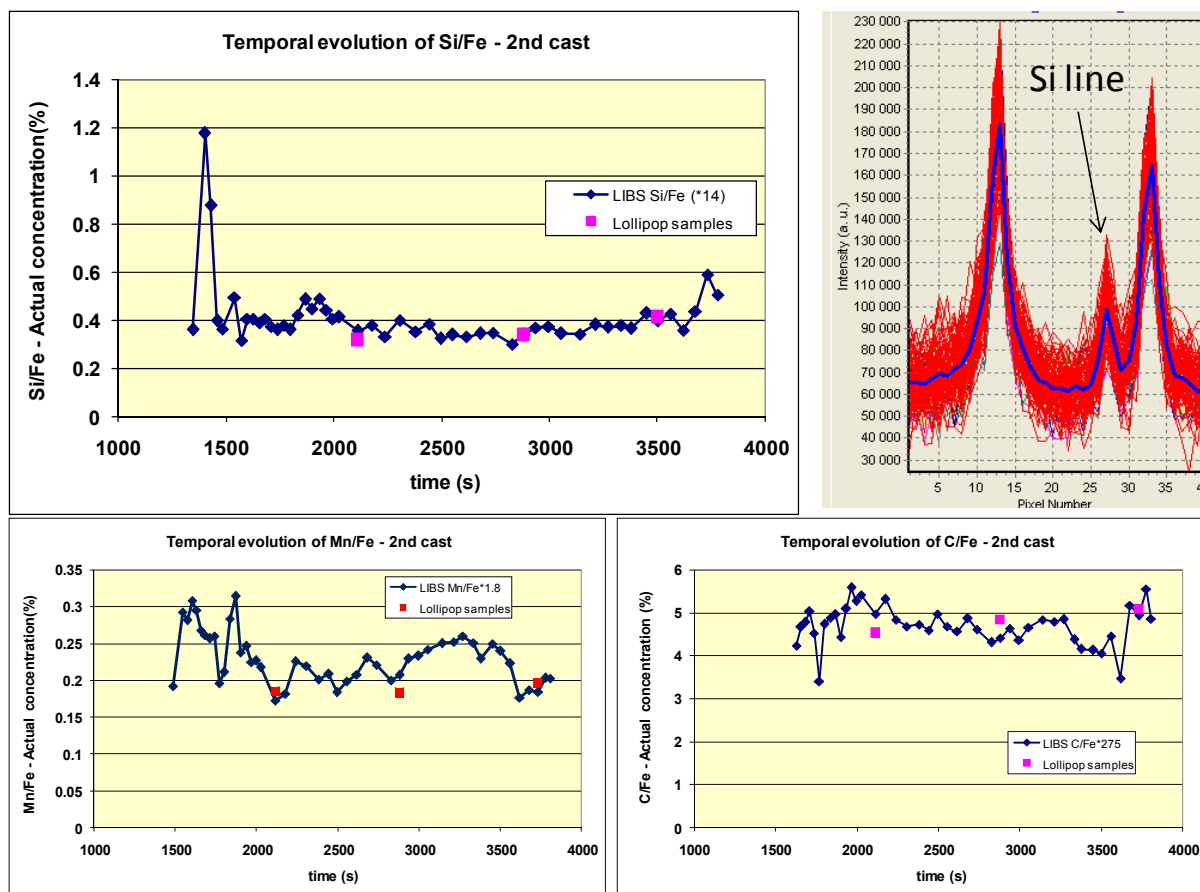 Temporal evolution of Si/Fe - 2nd cast
Si/Fe - Actual concentration(%)
1.4
1.2
1
0.8
0.6
0.4
0.2
0
LIBS Si/Fe (*14)
Lollipop samples
1000 1500 2000 2500 3000 3500 4000
time (s)
Intensity (a. u.)
230 000
220 000
210 000
200 000
190 000
180 000
170 000
160 000
150 000
140 000
130 000
120 000
110 000
100 000
90 000
80 000
70 000
60 000
50 000
40 000
30 000
Si line
5 10 15 20 25 30 35 4
Pixel Number
Temporal evolution of Mn/Fe - 2nd cast
Mn/Fe - Actual concentration(%)
0.35
0.3
0.25
0.2
0.15
0.1
0.05
0
LIBS Mn/Fe*1.8
Lollipop samples
1000 1500 2000 2500 3000 3500 4000
time (s)
Temporal evolution of C/Fe - 2nd cast
C/Fe - Actual concentration (%)
6
5
4
3
2
1
0
LIBS C/Fe*275
Lollipop samples
1000 1500 2000 2500 3000 3500 4000
time (s)